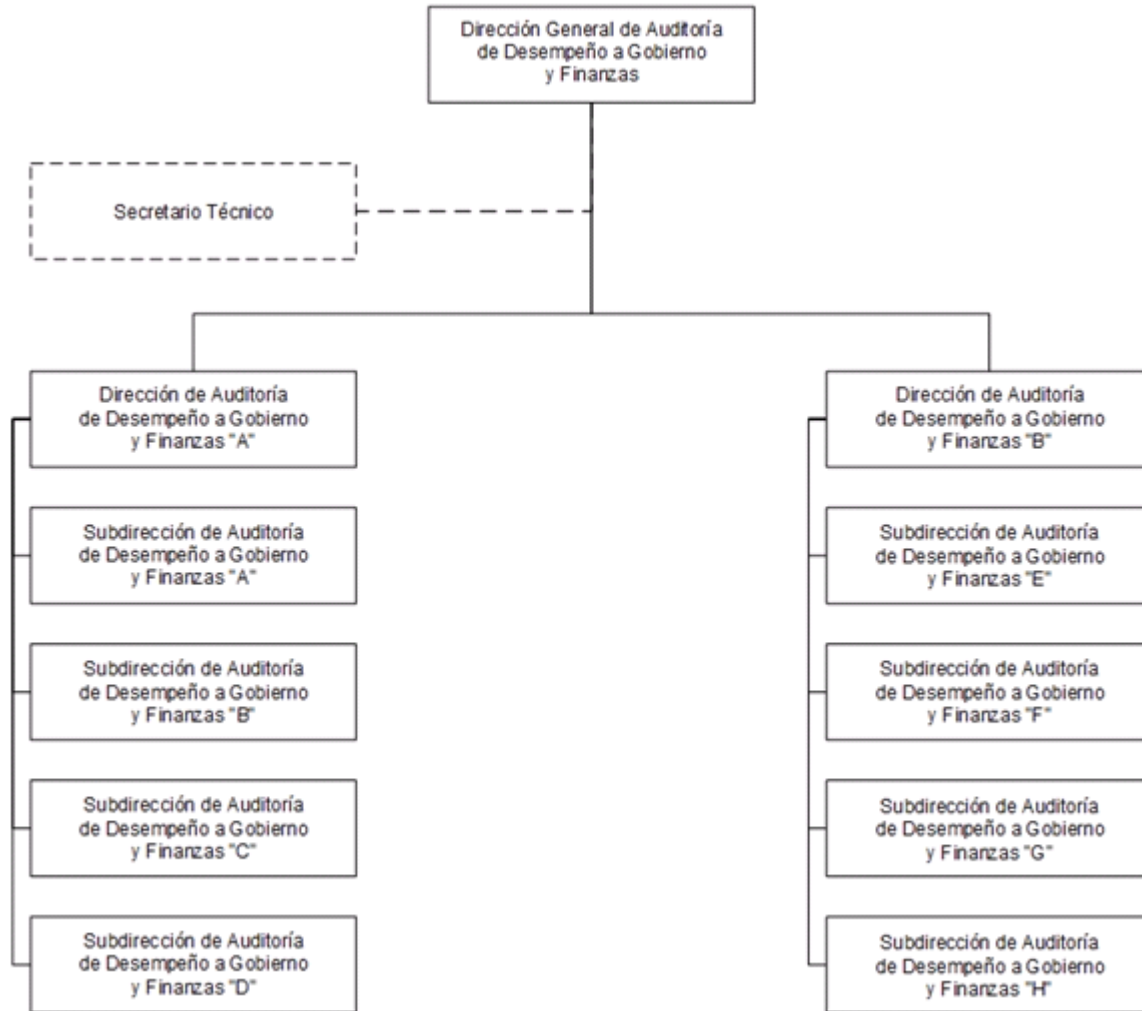 Dirección General de Auditoría
de Desempeño a Gobierno
y Finanzas
Secretario Técnico
Dirección de Auditoría
de Desempeño a Gobierno
y Finanzas "A"
Subdirección de Auditoría
de Desempeño a Gobierno
y Finanzas "A"
Subdirección de Auditoría
de Desempeño a Gobierno
y Finanzas "B"
Subdirección de Auditoría
de Desempeño a Gobierno
y Finanzas "C"
Subdirección de Auditoría
de Desempeño a Gobierno
y Finanzas "D"
Dirección de Auditoría
de Desempeño a Gobierno
y Finanzas "B"
Subdirección de Auditoría
de Desempeño a Gobierno
y Finanzas "E"
Subdirección de Auditoría
de Desempeño a Gobierno
y Finanzas "F"
Subdirección de Auditoría
de Desempeño a Gobierno
y Finanzas "G"
Subdirección de Auditoría
de Desempeño a Gobierno
y Finanzas "H"